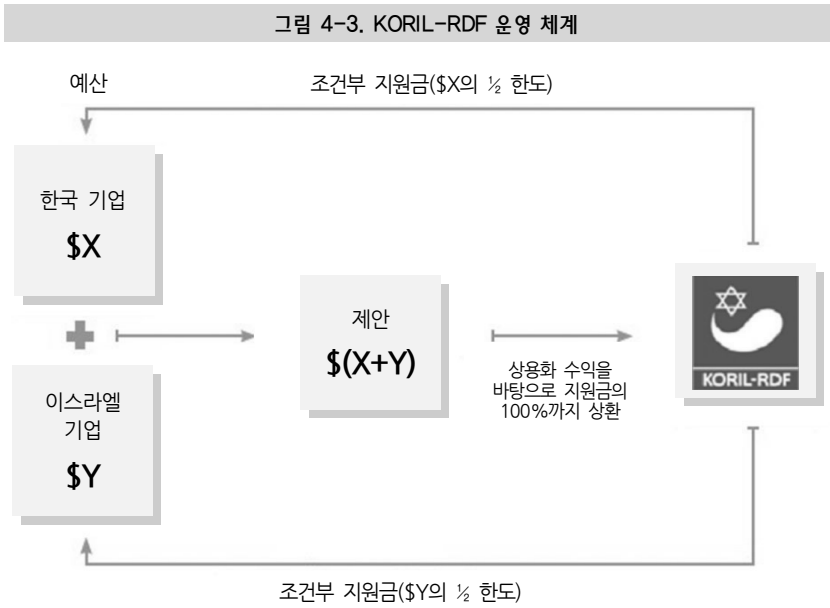 그림 4-3. KORIL-RDF 운영 체계
예산
조건부 지원금($X의 ½ 한도)
한국 기업
$X
이스라엘
기업
$Y
제안
$(X+Y)
상용화 수익을
바탕으로 지원금의
100%까지 상환
KORIL-RDF
조건부 지원금($Y의 ½ 한도)